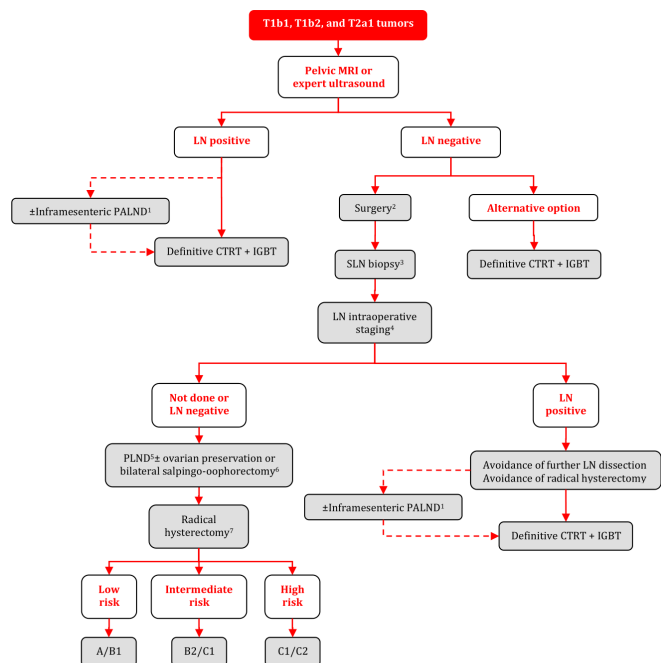 T1b1, T1b2, and T2a1 tumors
Pelvic MRI or
expert ultrasound
LN positive
LN negative
±Inframesenteric PALND¹
Definitive CTRT + IGBT
Surgery²
Alternative option
SLN biopsy³
Definitive CTRT + IGBT
LN intraoperative
staging⁴
Not done or
LN negative
LN
positive
PLND⁵± ovarian preservation or
bilateral salpingo-oophorectomy⁶
Avoidance of further LN dissection
Avoidance of radical hysterectomy
±Inframesenteric PALND¹
Definitive CTRT + IGBT
Radical
hysterectomy⁷
Low
risk
Intermediate
risk
High
risk
A/B1
B2/C1
C1/C2